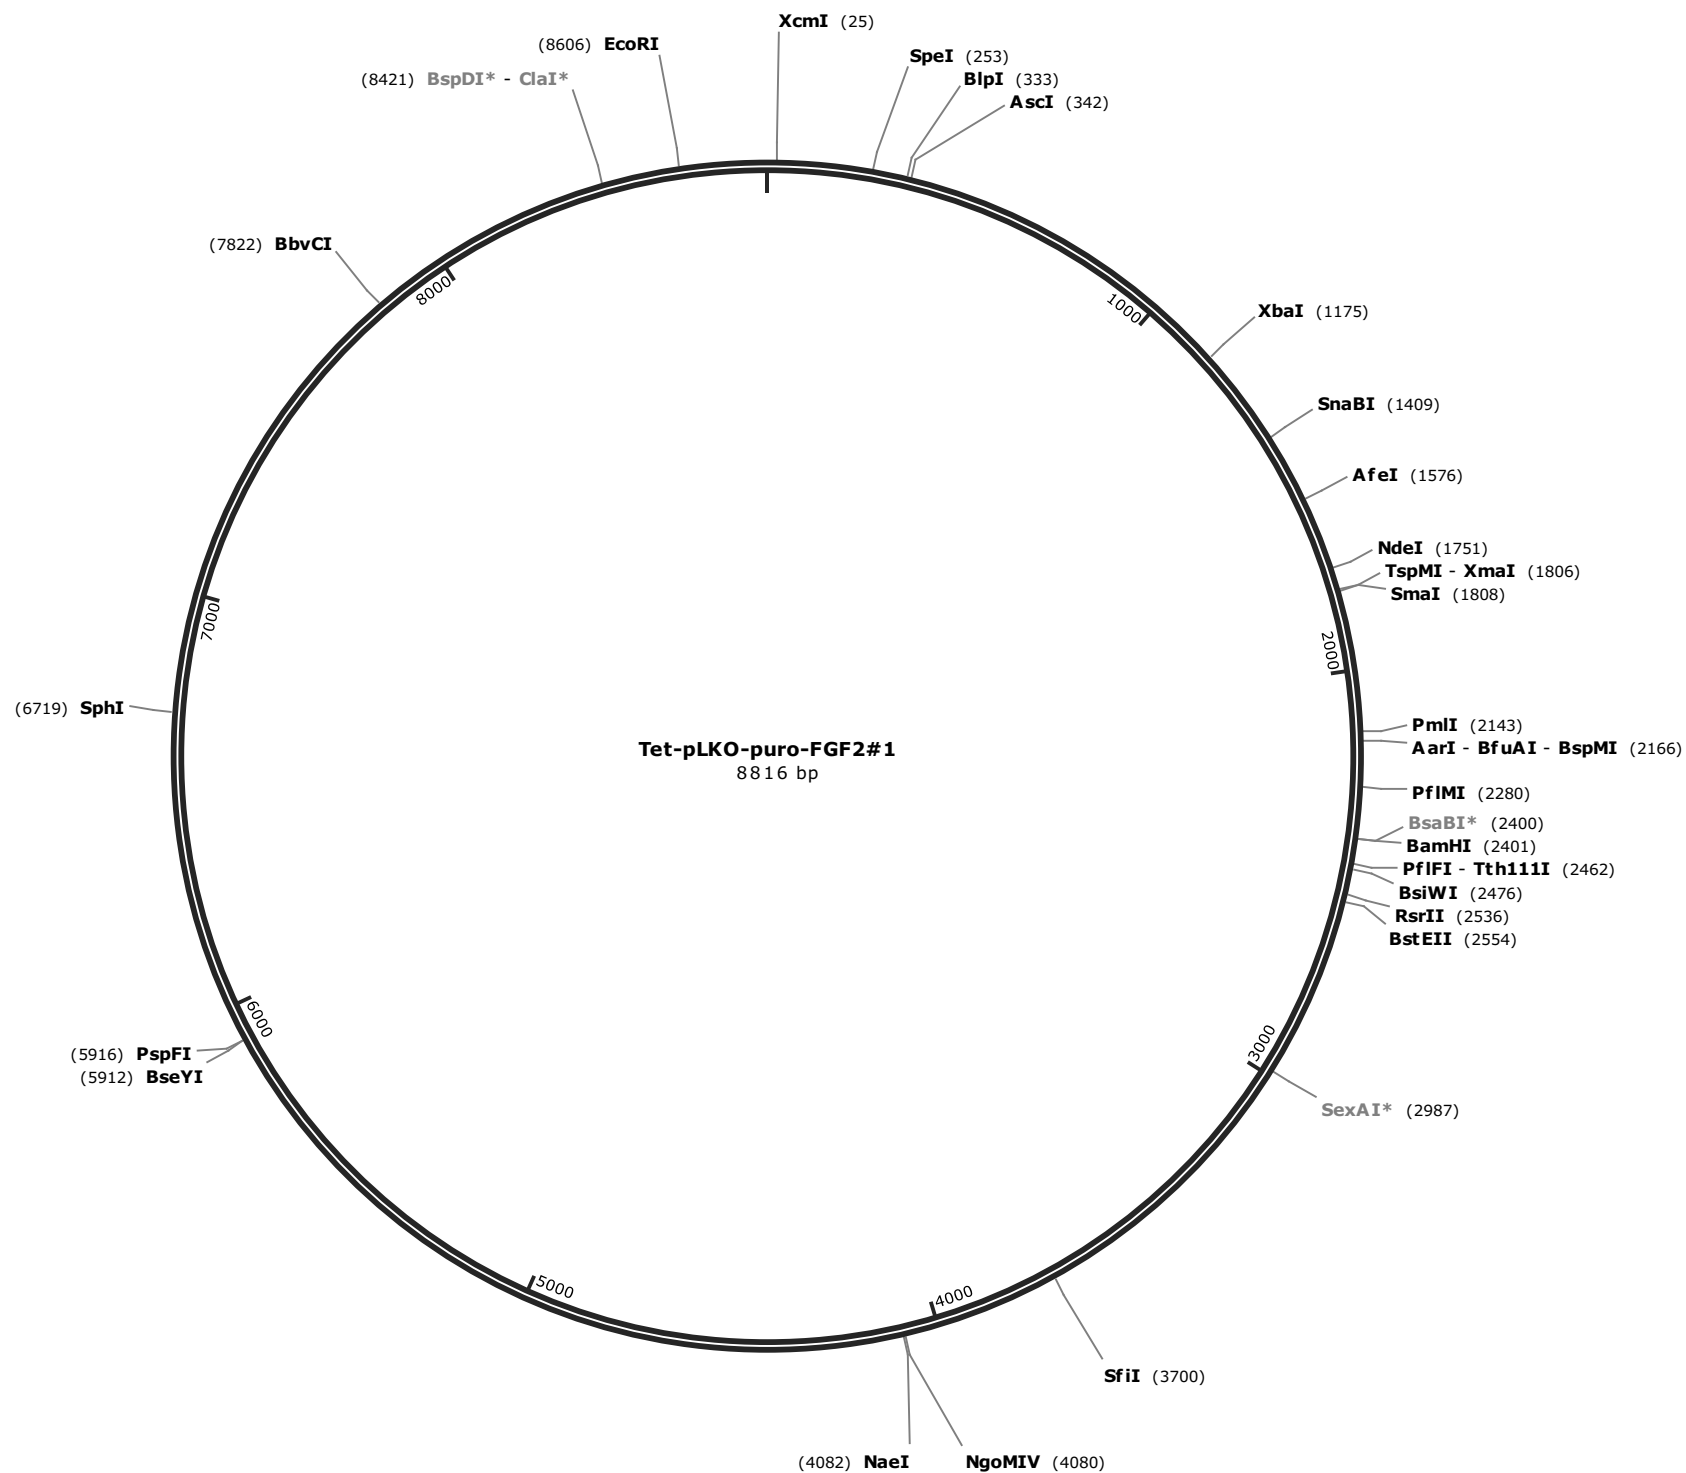 XcmI (25)
(8606) EcoRI
SpeI (253)
(8421) BspDI* - ClaI*
BlpI (333)
AscI (342)
(7822) BbvCI
8000
1000
XbaI (1175)
SnaBI (1409)
AfeI (1576)
NdeI (1751)
TspMI - XmaI (1806)
SmaI (1808)
7000
2000
(6719) SphI
PmlI (2143)
AarI - BfuAI - BspMI (2166)
Tet-pLKO-puro-FGF2#1
8816 bp
PflMI (2280)
BsaBI* (2400)
BamHI (2401)
PflFI - Tth111I (2462)
BsiWI (2476)
RsrII (2536)
BstEII (2554)
6000
3000
(5916) PspFI
(5912) BseYI
SexAI* (2987)
5000
4000
SfiI (3700)
(4082) NaeI
NgoMIV (4080)